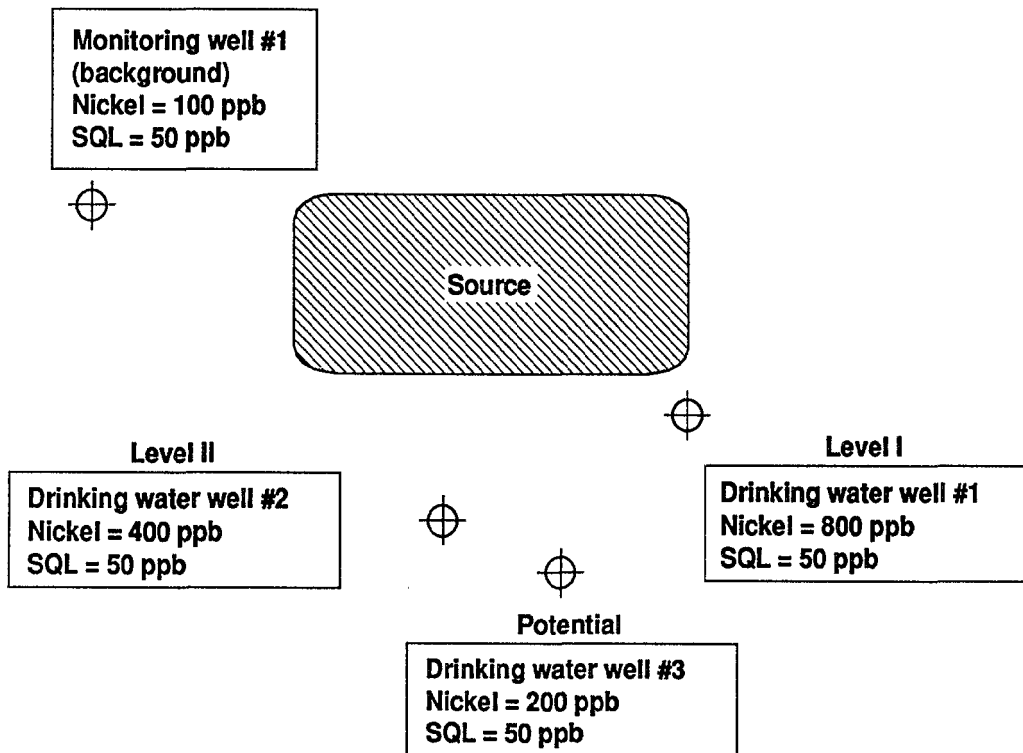 Monitoring well #1
(background)
Nickel = 100 ppb
SQL = 50 ppb
Source
Level II
Drinking water well #2
Nickel = 400 ppb
SQL = 50 ppb
Level I
Drinking water well #1
Nickel = 800 ppb
SQL = 50 ppb
Potential
Drinking water well #3
Nickel = 200 ppb
SQL = 50 ppb